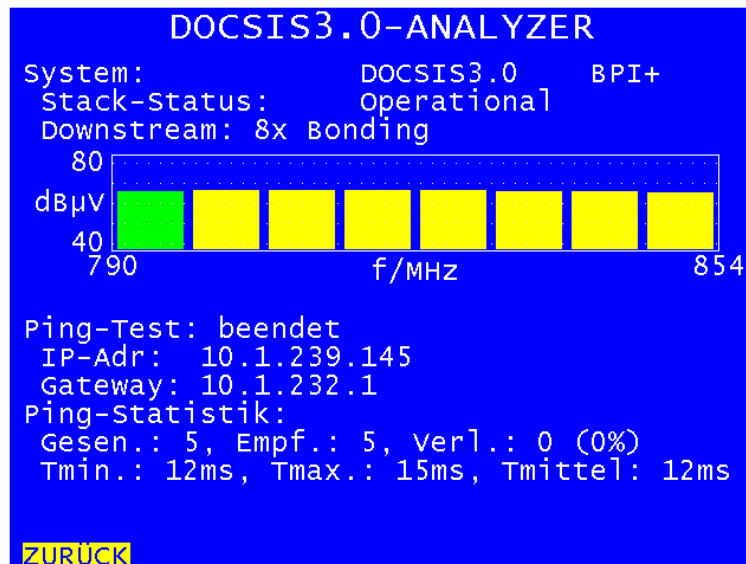 DOCSIS3.0-ANALYZER
System: DOCSIS3.0 BPI+
Stack-Status: Operational
Downstream: 8x Bonding
80
dBµV
40
790 f/MHz 854
Ping-Test: beendet
IP-Adr: 10.1.239.145
Gateway: 10.1.232.1
Ping-Statistik:
Gesen.: 5, Empf.: 5, Verl.: 0 (0%)
Tmin.: 12ms, Tmax.: 15ms, Tmittel: 12ms
ZURÜCK